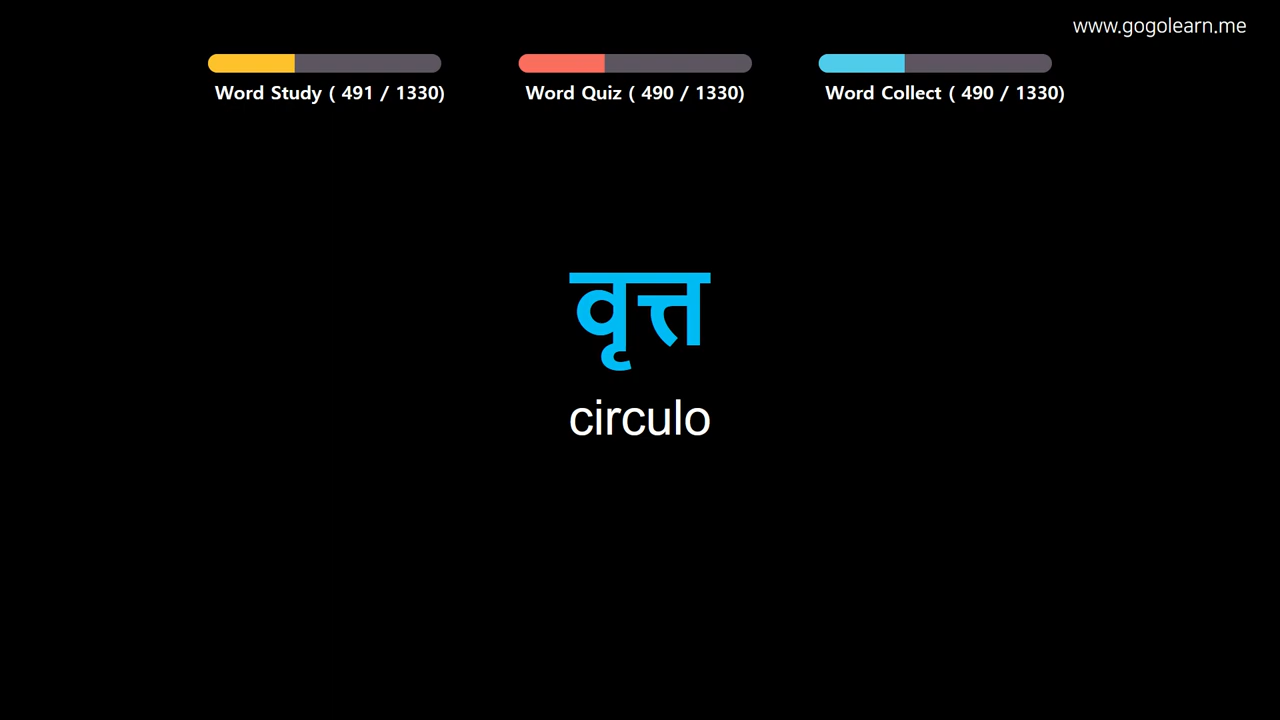 www.gogolearn.me
Word Study ( 491 / 1330)
Word Quiz ( 490 / 1330)
Word Collect ( 490 / 1330)
वृत्त
circulo